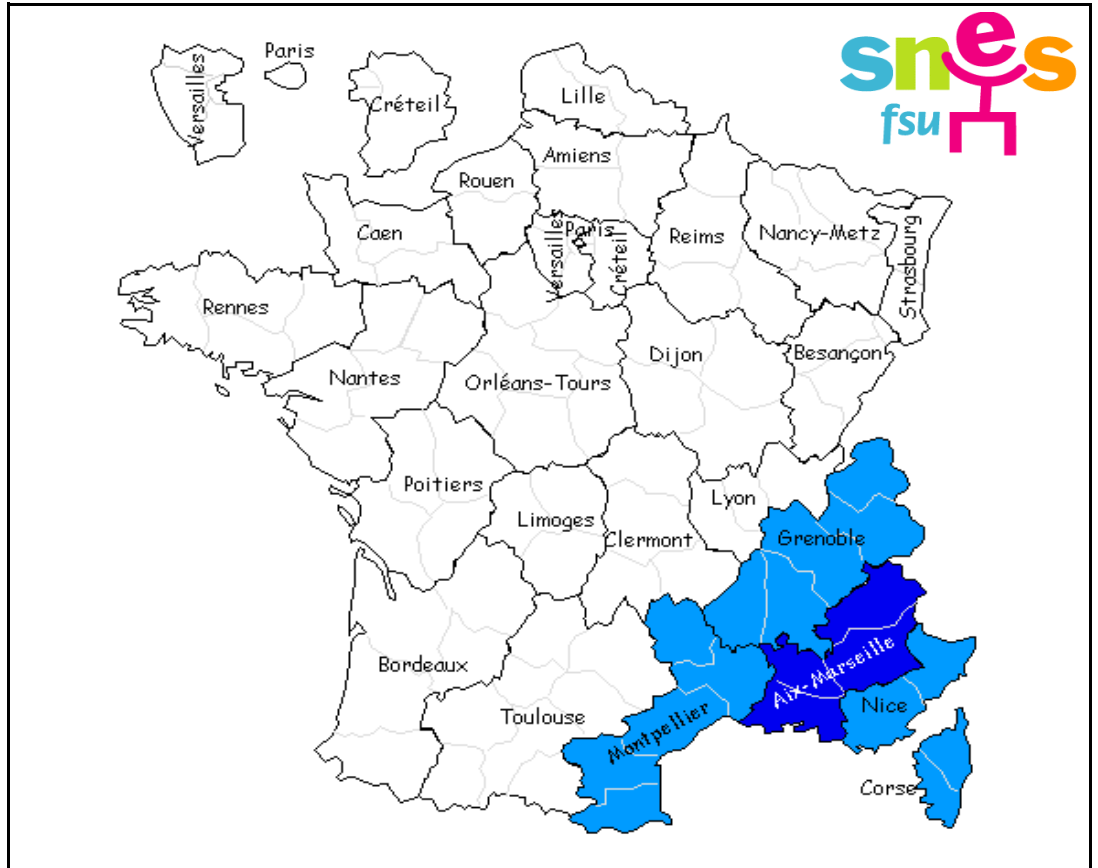 Versailles
Paris
Créteil
snes
fsu
Lille
Amiens
Rouen
Caen
Versailles
Paris
Créteil
Reims
Nancy-Metz
Strasbourg
Rennes
Nantes
Orléans-Tours
Dijon
Besançon
Poitiers
Limoges
Clermont
Lyon
Grenoble
Bordeaux
Toulouse
Montpellier
Aix-Marseille
Nice
Corse